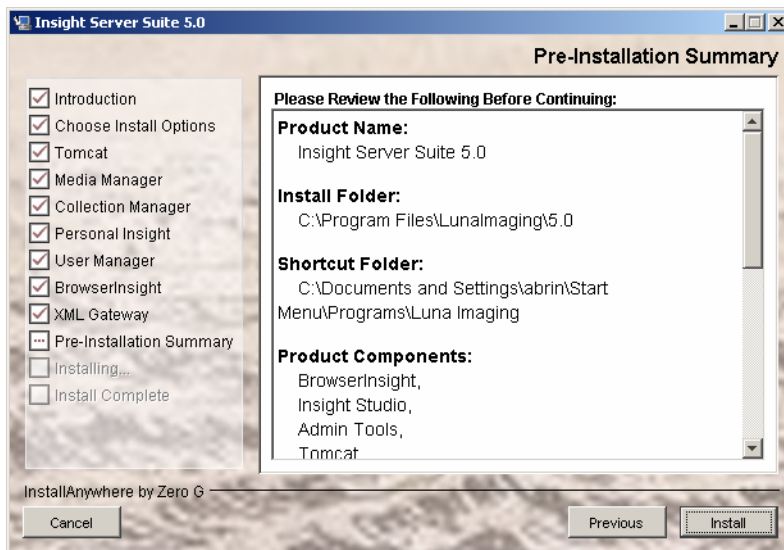 Insight Server Suite 5.0
Pre-Installation Summary
Introduction
Choose Install Options
Tomcat
Media Manager
Collection Manager
Personal Insight
User Manager
BrowserInsight
XML Gateway
Pre-Installation Summary
Installing...
Install Complete
Please Review the Following Before Continuing:
Product Name:
Insight Server Suite 5.0
Install Folder:
C:\Program Files\LunaImaging\5.0
Shortcut Folder:
C:\Documents and Settings\abrin\Start
Menu\Programs\Luna Imaging
Product Components:
BrowserInsight,
Insight Studio,
Admin Tools,
Tomcat
InstallAnywhere by Zero G
Cancel
Previous
Install